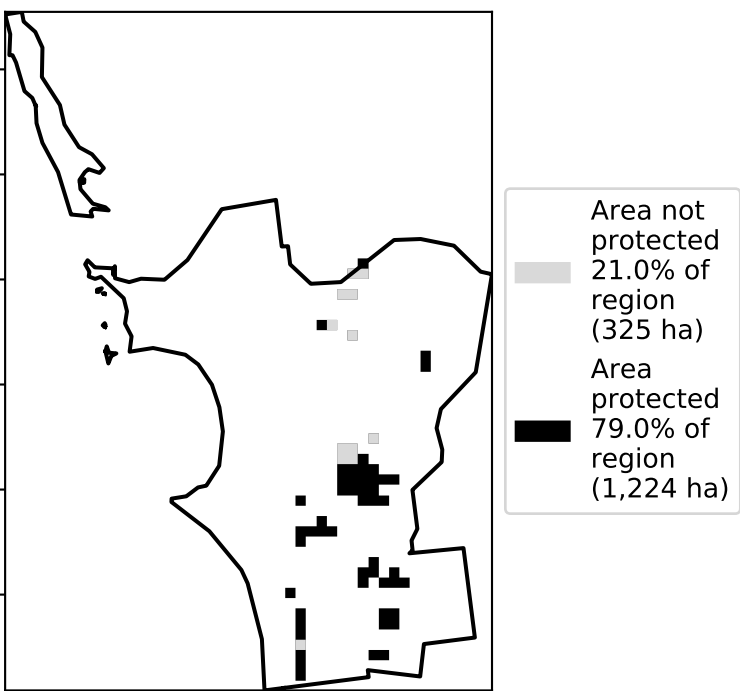 Area not
protected
21.0% of
region
(325 ha)
Area
protected
79.0% of
region
(1,224 ha)